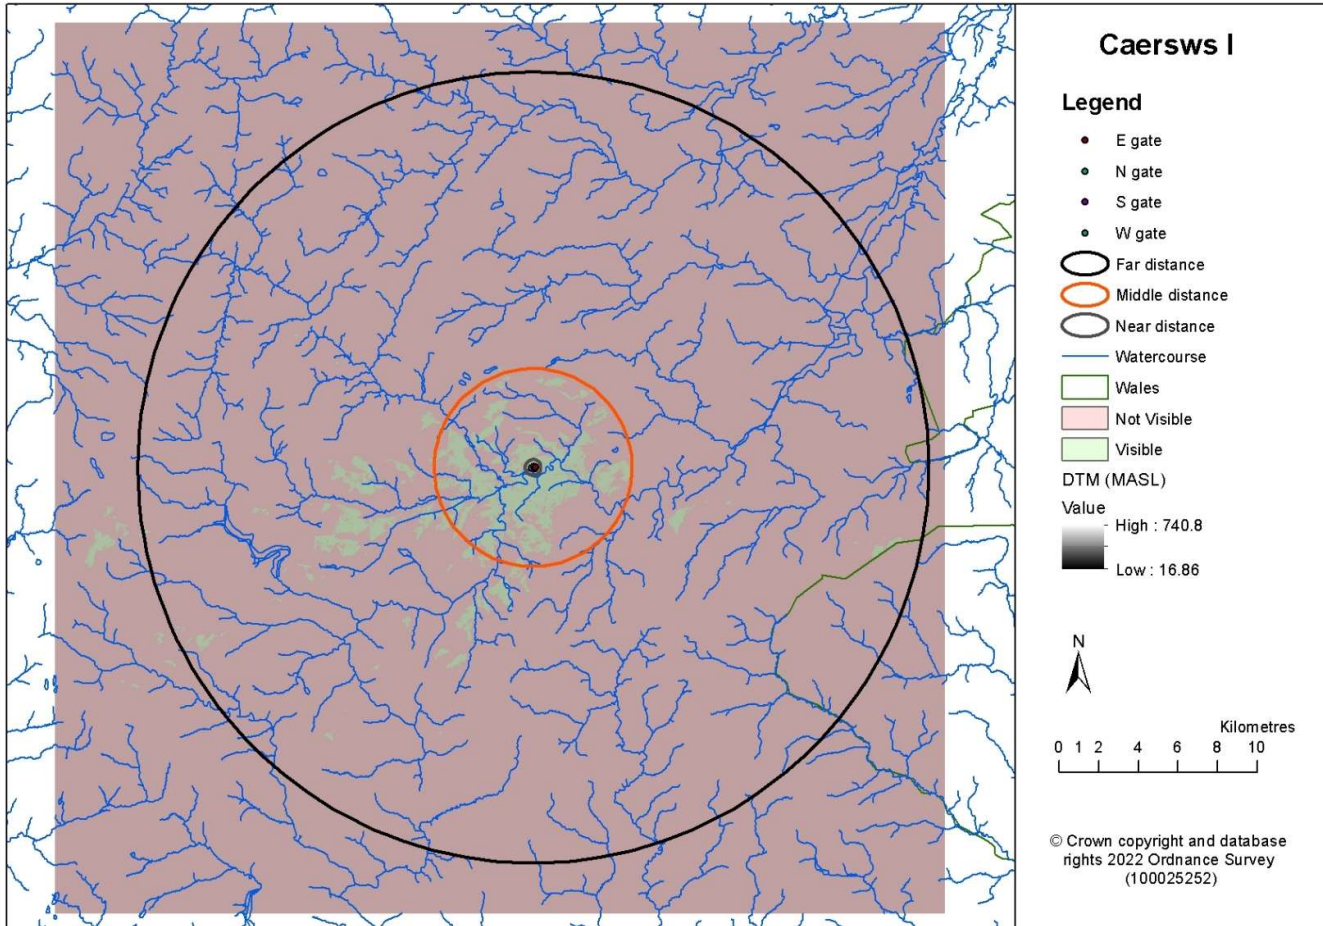 Caersws I
Legend
E gate
N gate
S gate
W gate
Far distance
Middle distance
Near distance
Watercourse
Wales
Not Visible
Visible
DTM (MASL)
Value
High : 740.8
Low : 16.86
N
Kilometres
0 1 2 4 6 8 10
© Crown copyright and database
rights 2022 Ordnance Survey
(100025252)